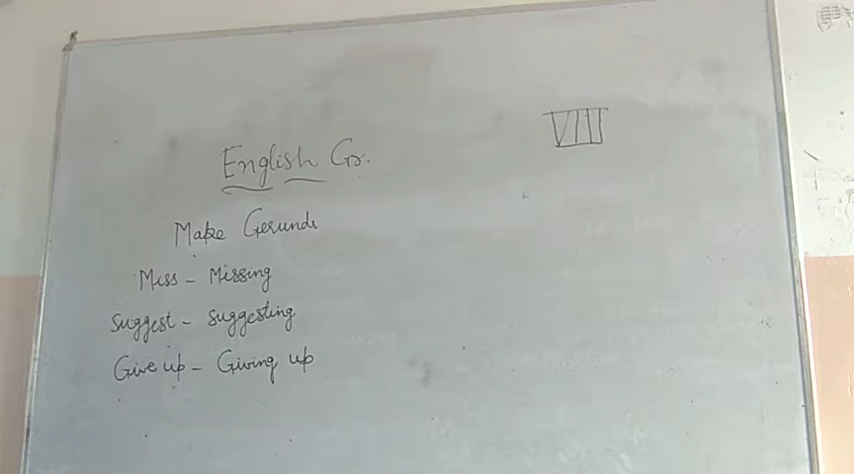 VIII
English Gr.
Make Gerunds
Miss - Missing
Suggest - Suggesting
Give up - Giving up